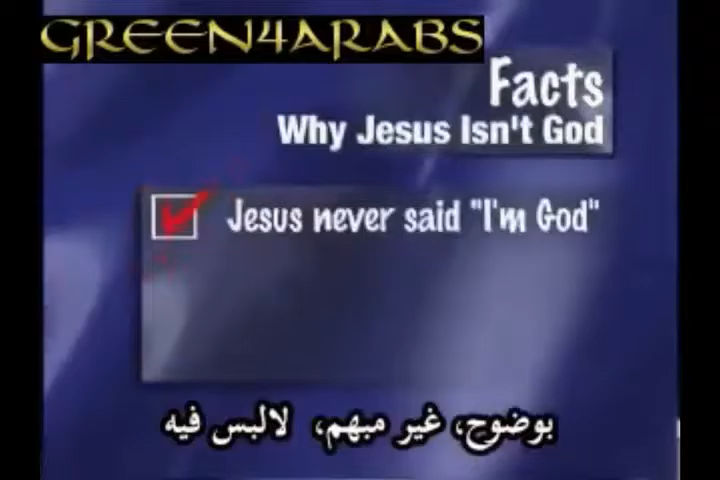 GREEN4ARABS
Facts
Why Jesus Isn't God
Jesus never said "I'm God"
بوضوح، غير مبهم، لالبس فيه